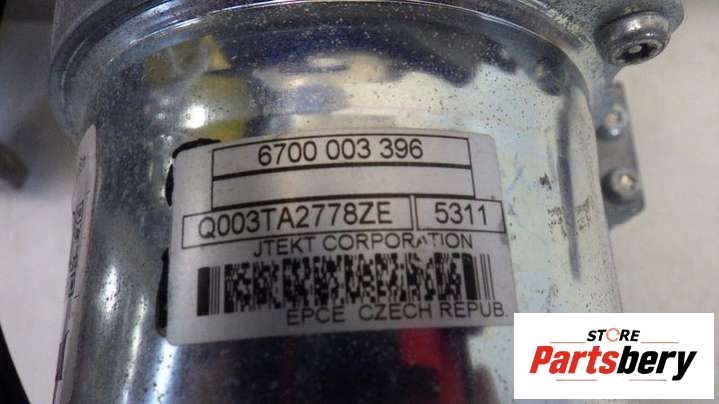 6700 003 396
Q003TA2778ZE 5311
JTEKT CORPORATION
EPCE CZECH REPUB.
STORE
Partsbery